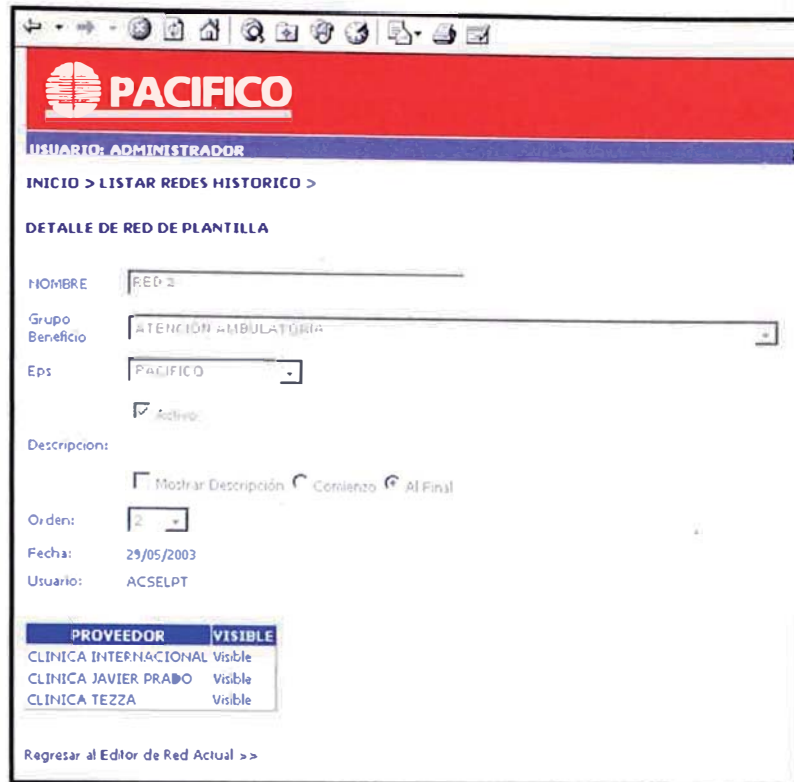 PACIFICO
USUARIO: ADMINISTRADOR
INICIO > LISTAR REDES HISTORICO >
DETALLE DE RED DE PLANTILLA
NOMBRE RED 2
Grupo Beneficio ATENCION AMBULATORIA
Eps PACIFICO
Activo
Descripcion:
Mostrar Descripción Comienzo Al Final
Orden: 2
Fecha: 29/05/2003
Usuario: ACSELPT
PROVEEDOR VISIBLE
CLINICA INTERNACIONAL Visible
CLINICA JAVIER PRADO Visible
CLINICA TEZZA Visible
Regresar al Editor de Red Actual >>